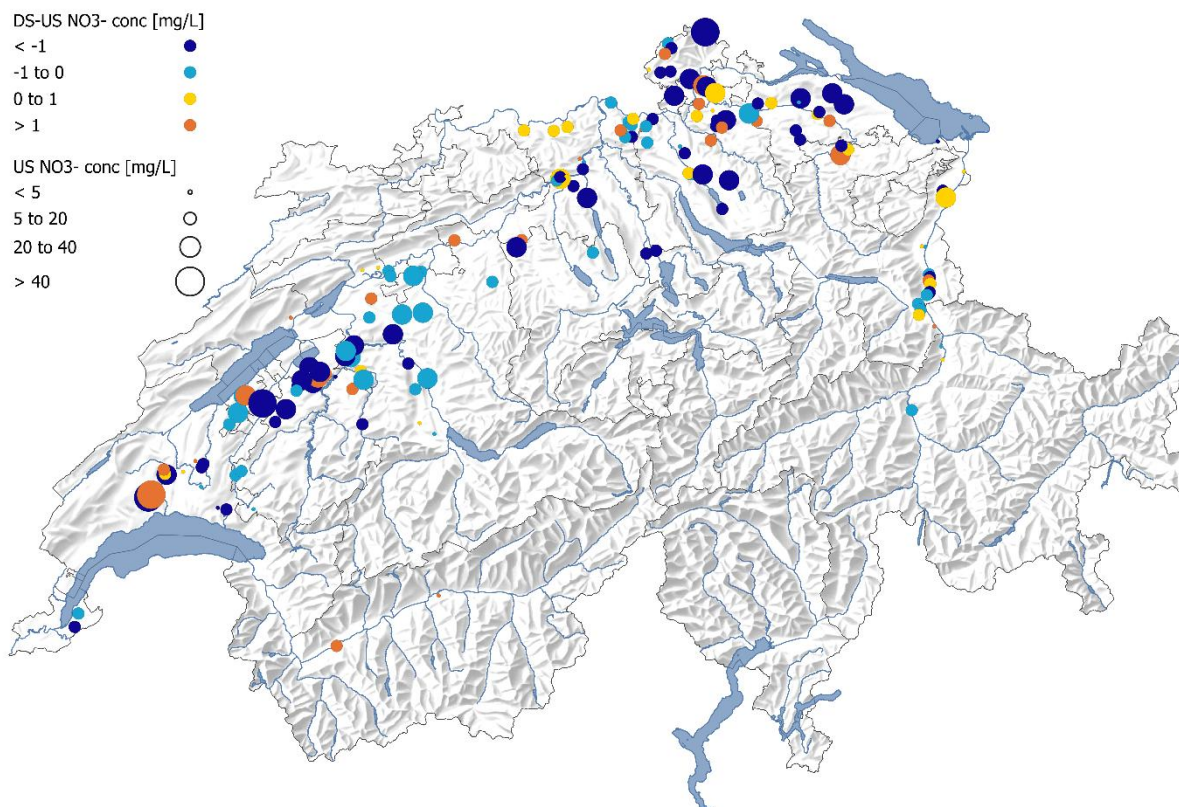 DS-US NO3- conc [mg/L]
< -1
-1 to 0
0 to 1
> 1
US NO3- conc [mg/L]
< 5
5 to 20
20 to 40
> 40